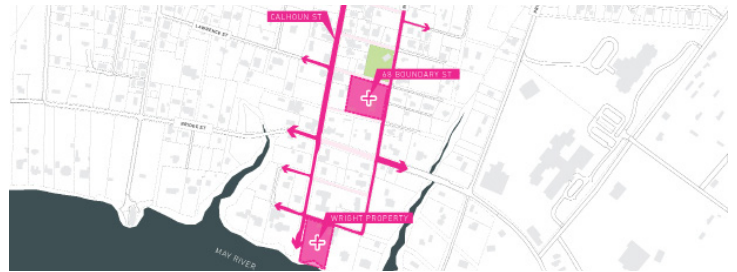 CALHOUN ST.
LAWRENCE ST
68 BOUNDARY ST
BRIDGE ST
WRIGHT PROPERTY
MAY RIVER